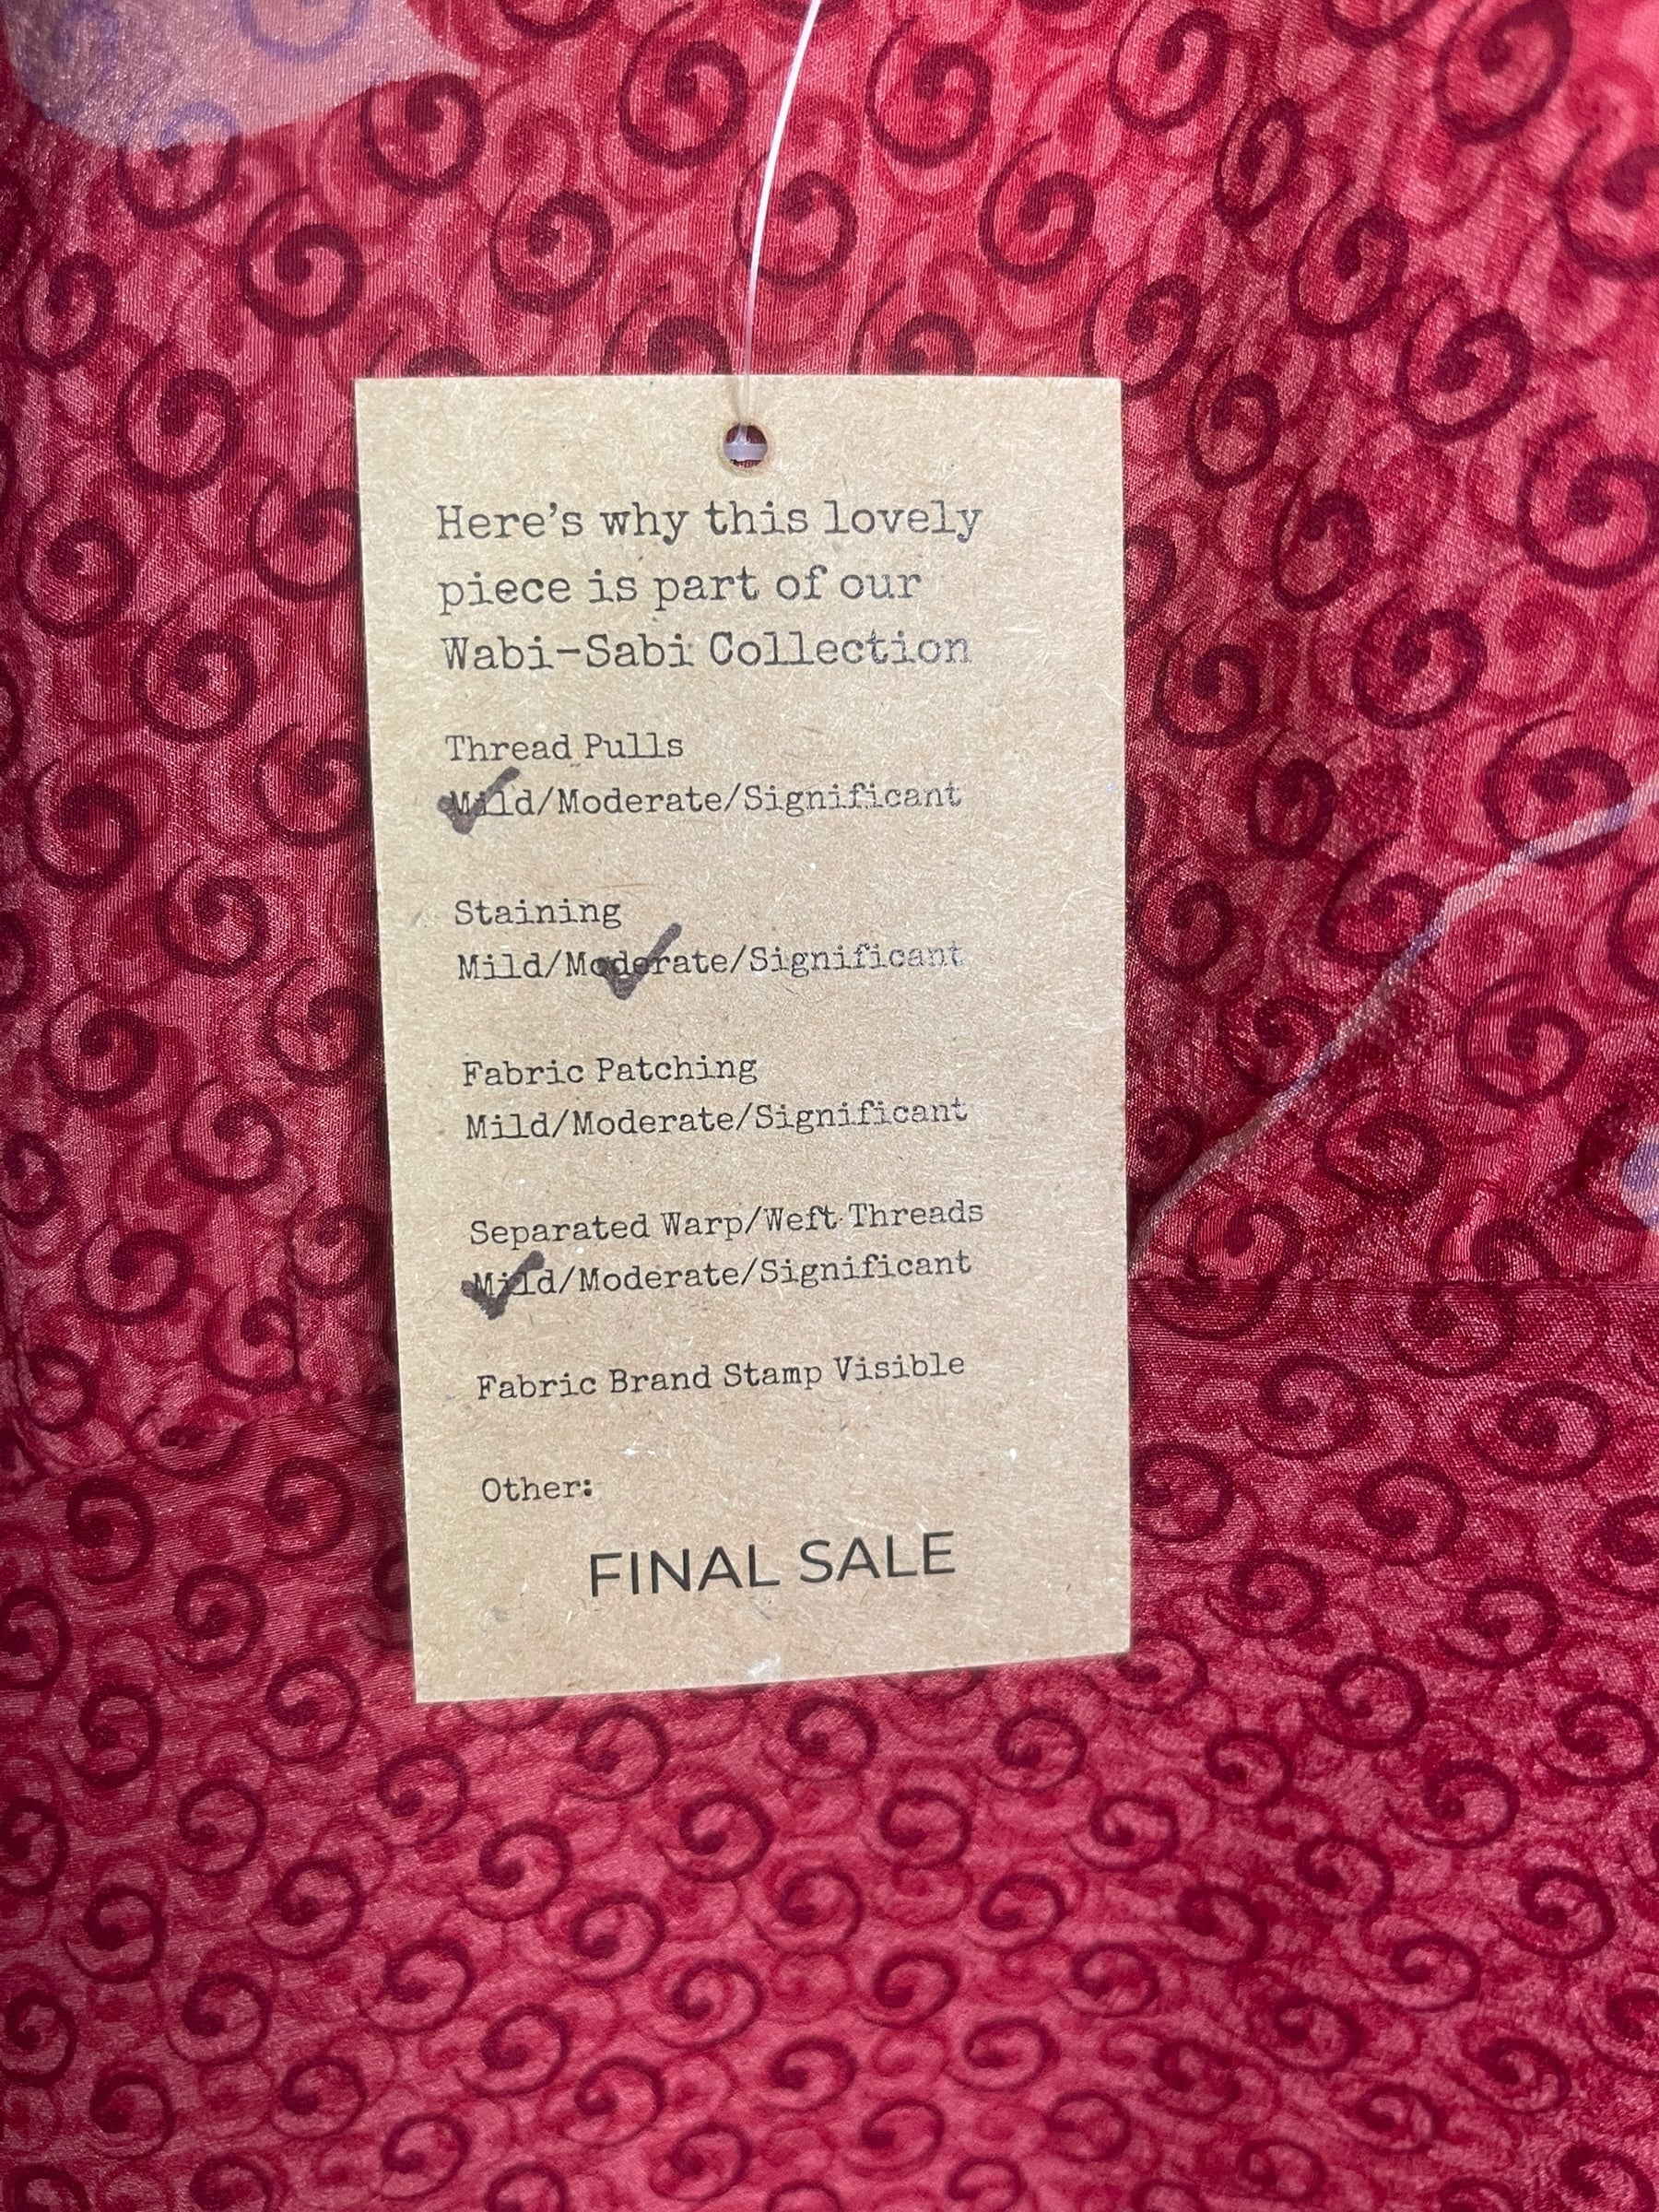 Here's why this lovely
piece is part of our
Wabi-Sabi Collection
Thread Pulls
Mild/Moderate/Significant
Staining
Mild/Moderate/Significant
Fabric Patching
Mild/Moderate/Significant
Separated Warp/Weft Threads
Mild/Moderate/Significant
Fabric Brand Stamp Visible
Other:
FINAL SALE